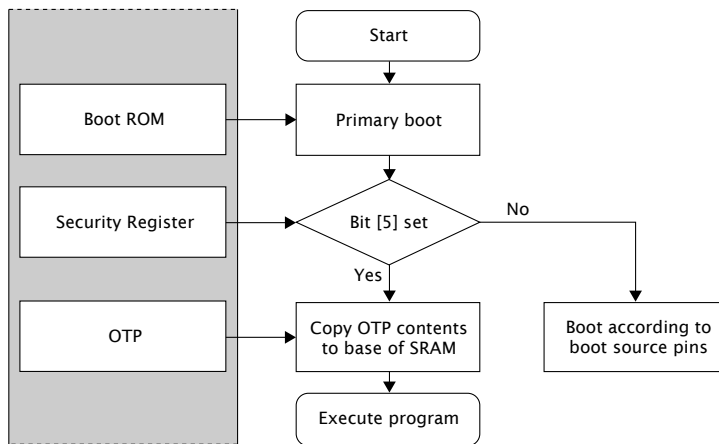 Start
Boot ROM
Primary boot
Security Register
Bit [5] set
No
Yes
OTP
Copy OTP contents
to base of SRAM
Boot according to
boot source pins
Execute program